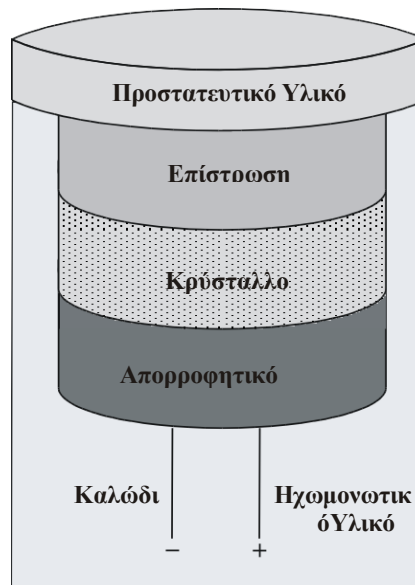 Προστατευτικό Υλικό
Επίστρωση
Κρύσταλλο
Απορροφητικό
Καλώδι
Ηχωμονωτικ
όΥλικό
− +